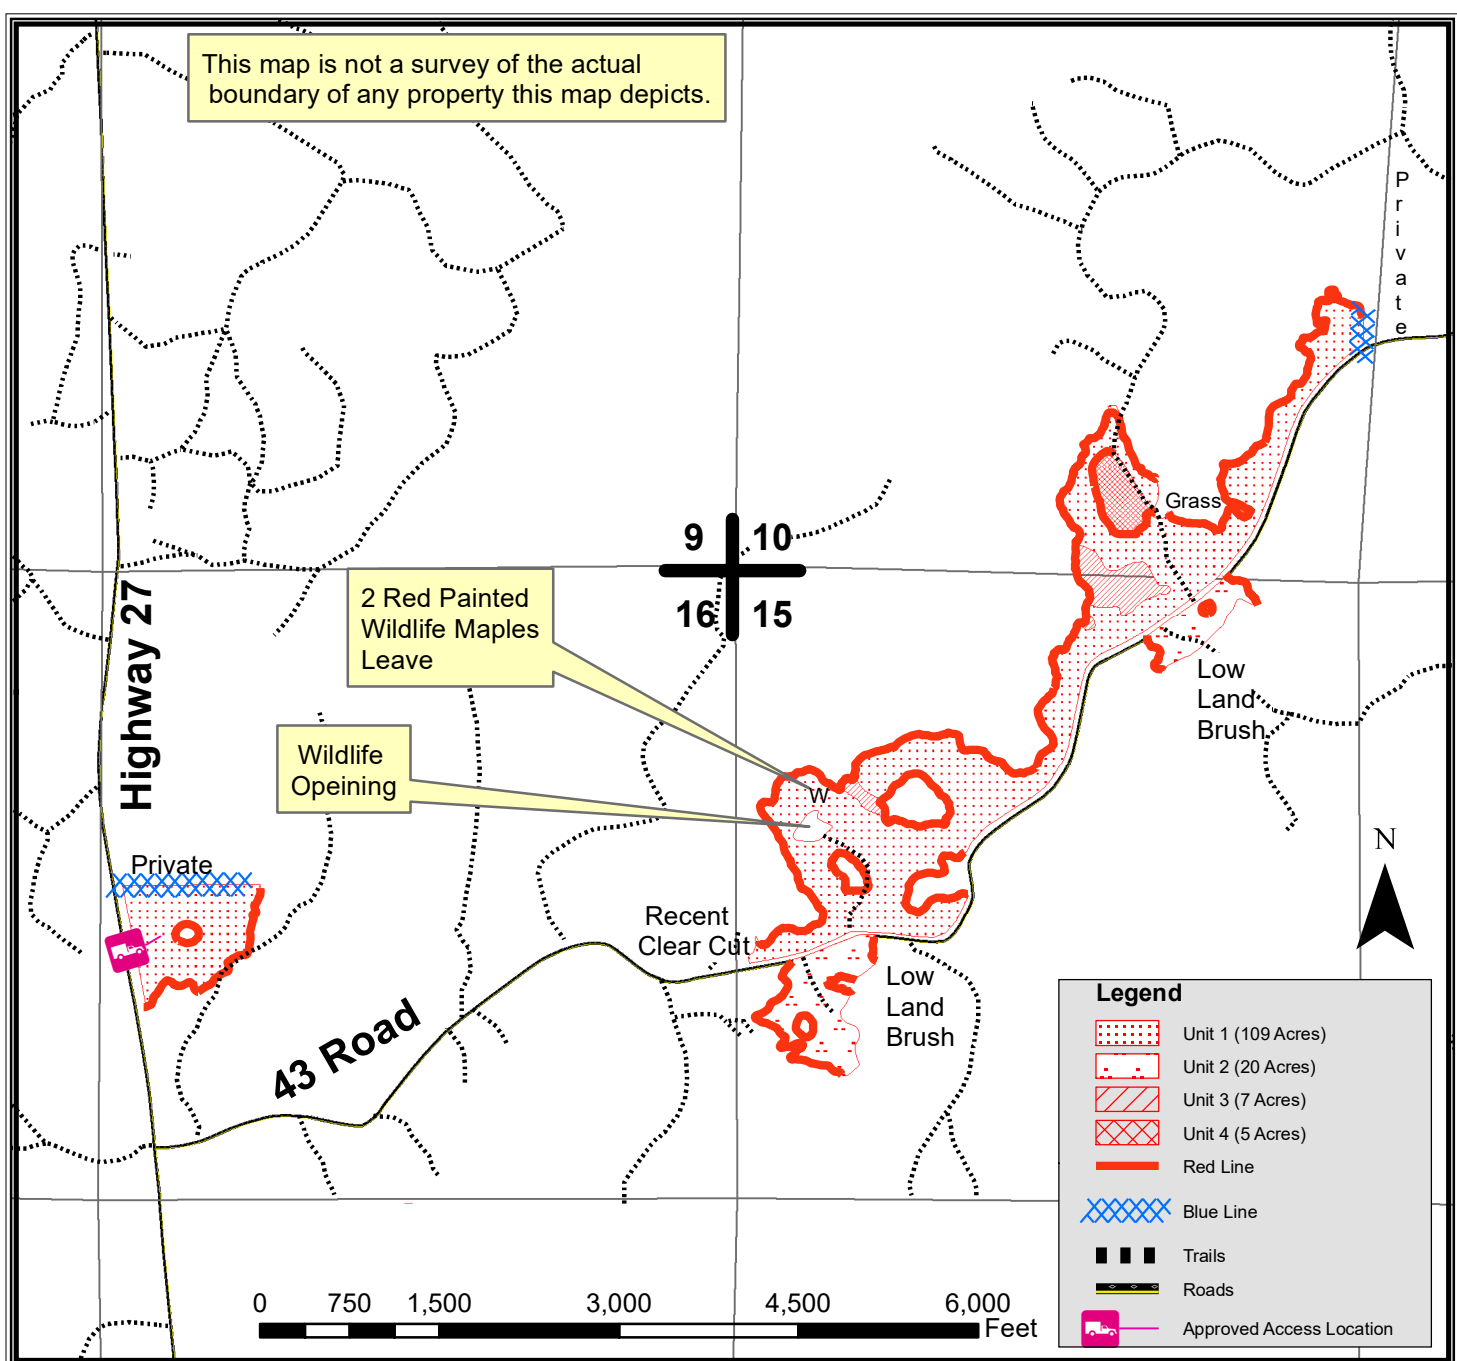 This map is not a survey of the actual
boundary of any property this map depicts.
Private
9 10
16 15
Grass
2 Red Painted
Wildlife Maples
Leave
Highway 27
Low
Land
Brush
Wildlife
Opeining
W
Private
Recent
Clear Cut
Low
Land
Brush
43 Road
N
Legend
Unit 1 (109 Acres)
Unit 2 (20 Acres)
Unit 3 (7 Acres)
Unit 4 (5 Acres)
Red Line
Blue Line
Trails
Roads
Approved Access Location
0 750 1,500 3,000 4,500 6,000
Feet